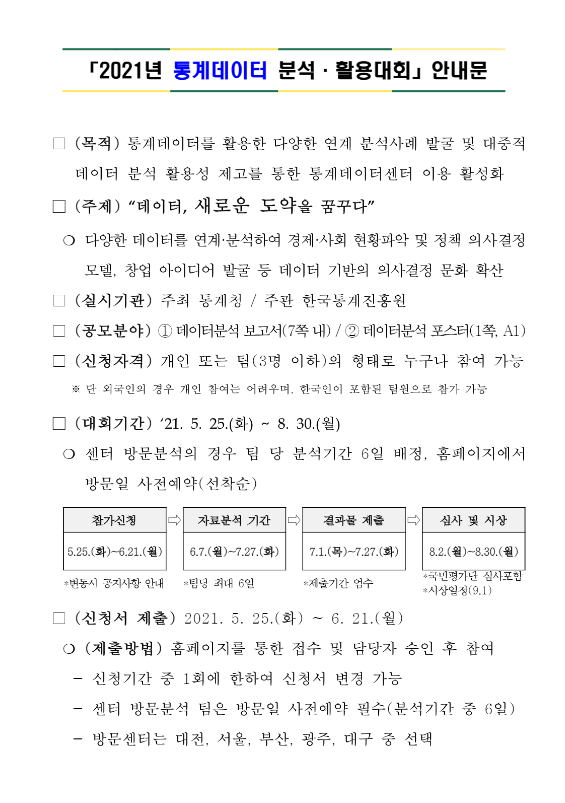 「2021년 통계데이터 분석·활용대회」 안내문
□ (목적) 통계데이터를 활용한 다양한 연계 분석사례 발굴 및 대중적
데이터 분석 활용성 제고를 통한 통계데이터센터 이용 활성화
□ (주제) “데이터, 새로운 도약을 꿈꾸다”
❍ 다양한 데이터를 연계·분석하여 경제·사회 현황파악 및 정책 의사결정
모델, 창업 아이디어 발굴 등 데이터 기반의 의사결정 문화 확산
□ (실시기관) 주최 통계청 / 주관 한국통계진흥원
□ (공모분야) ① 데이터분석 보고서(7쪽 내) / ② 데이터분석 포스터(1쪽, A1)
□ (신청자격) 개인 또는 팀(3명 이하)의 형태로 누구나 참여 가능
※ 단 외국인의 경우 개인 참여는 어려우며, 한국인이 포함된 팀원으로 참가 가능
□ (대회기간) ‘21. 5. 25.(화) ~ 8. 30.(월)
❍ 센터 방문분석의 경우 팀 당 분석기간 6일 배정, 홈페이지에서
방문일 사전예약(선착순)
참가신청 ⇨ 자료분석 기간 ⇨ 결과물 제출 ⇨ 심사 및 시상
5.25.(화)~6.21.(월) 6.7.(월)~7.27.(화) 7.1.(목)~7.27.(화) 8.2.(월)~8.30.(월)
*변동시 공지사항 안내 *팀당 최대 6일 *제출기간 엄수 *국민평가단 심사포함
*시상일정(9.1)
□ (신청서 제출) 2021. 5. 25.(화) ~ 6. 21.(월)
❍ (제출방법) 홈페이지를 통한 접수 및 담당자 승인 후 참여
- 신청기간 중 1회에 한하여 신청서 변경 가능
- 센터 방문분석 팀은 방문일 사전예약 필수(분석기간 중 6일)
- 방문센터는 대전, 서울, 부산, 광주, 대구 중 선택